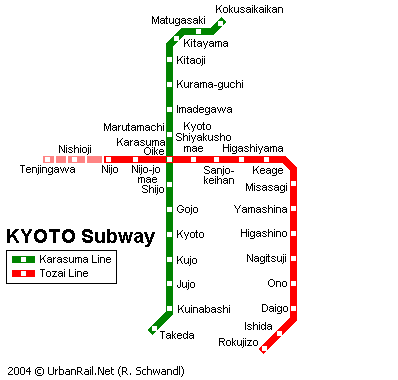 Kokusaikaikan
Matugasaki
Kitayama
Kitaoji
Kurama-guchi
Imadegawa
Marutamachi
Kyoto
Shiyakusho
mae
Karasuma
Oike
Nishioji
Higashiyama
Tenjingawa
Nijo
Nijo-jo
mae
Sanjo-
keihan
Keage
Shijo
Misasagi
Gojo
Yamashina
Kyoto
Higashino
KYOTO Subway
Karasuma Line
Tozai Line
Kujo
Nagitsuji
Jujo
Ono
Kuinabashi
Daigo
Takeda
Ishida
Rokujizo
2004 © UrbanRail.Net (R. Schwandl)